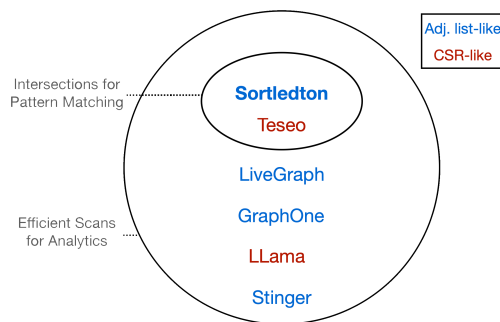 Adj. list-like
CSR-like
Intersections for
Pattern Matching
Sortledton
Teseo
LiveGraph
GraphOne
Efficient Scans
for Analytics
LLama
Stinger